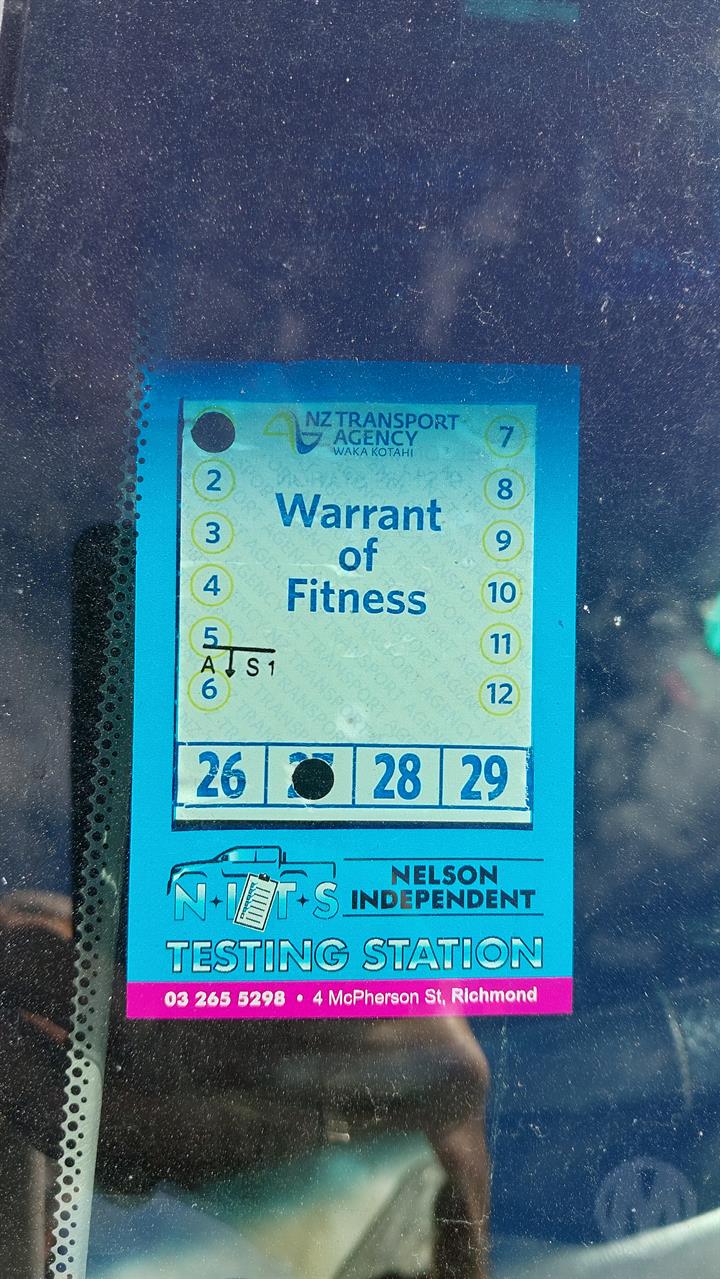 NZ TRANSPORT
AGENCY
WAKA KOTAHI
Warrant
of
Fitness
2
3
4
5
A ↓ S 1
6
7
8
9
10
11
12
26 28 29
N·I·T·S
NELSON
INDEPENDENT
TESTING STATION
03 265 5298 • 4 McPherson St, Richmond
M